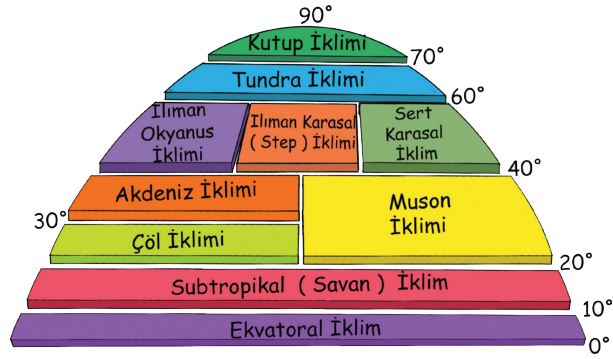 90°
Kutup İklimi
70°
Tundra İklimi
60°
Ilıman
Okyanus
İklimi
Ilıman Karasal
( Step ) İklimi
Sert
Karasal
İklim
40°
Akdeniz İklimi
Muson
İklimi
30°
Çöl İklimi
20°
Subtropikal ( Savan ) İklim
10°
Ekvatoral İklim
0°